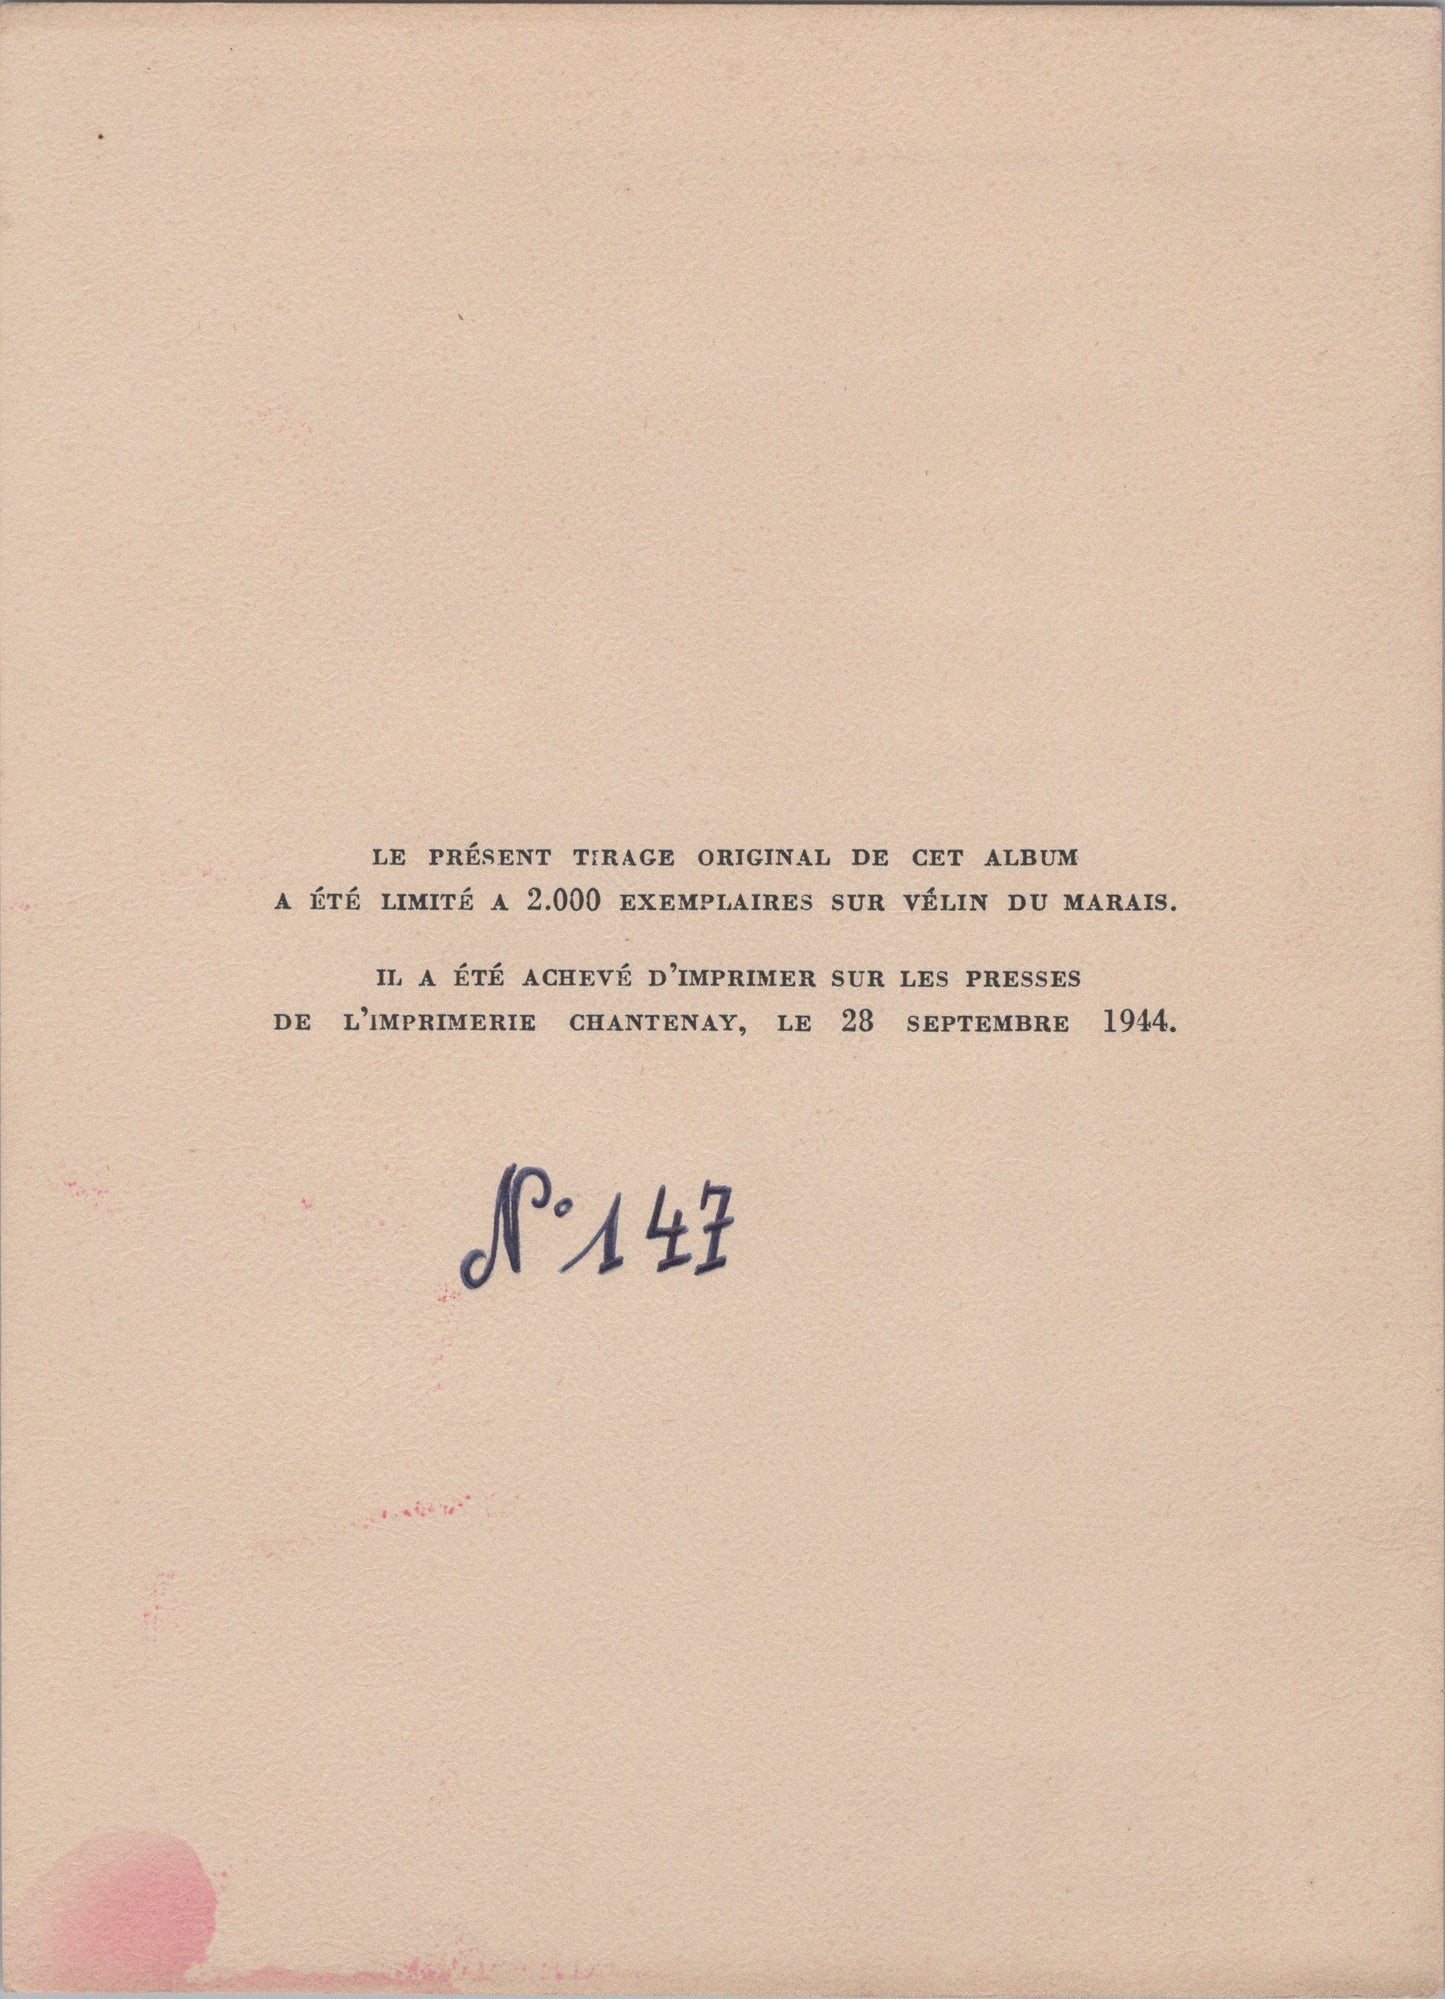 LE PRÉSENT TIRAGE ORIGINAL DE CET ALBUM
A ÉTÉ LIMITÉ A 2.000 EXEMPLAIRES SUR VÉLIN DU MARAIS.
IL A ÉTÉ ACHEVÉ D'IMPRIMER SUR LES PRESSES
DE L'IMPRIMERIE CHANTENAY, LE 28 SEPTEMBRE 1944.
N° 147